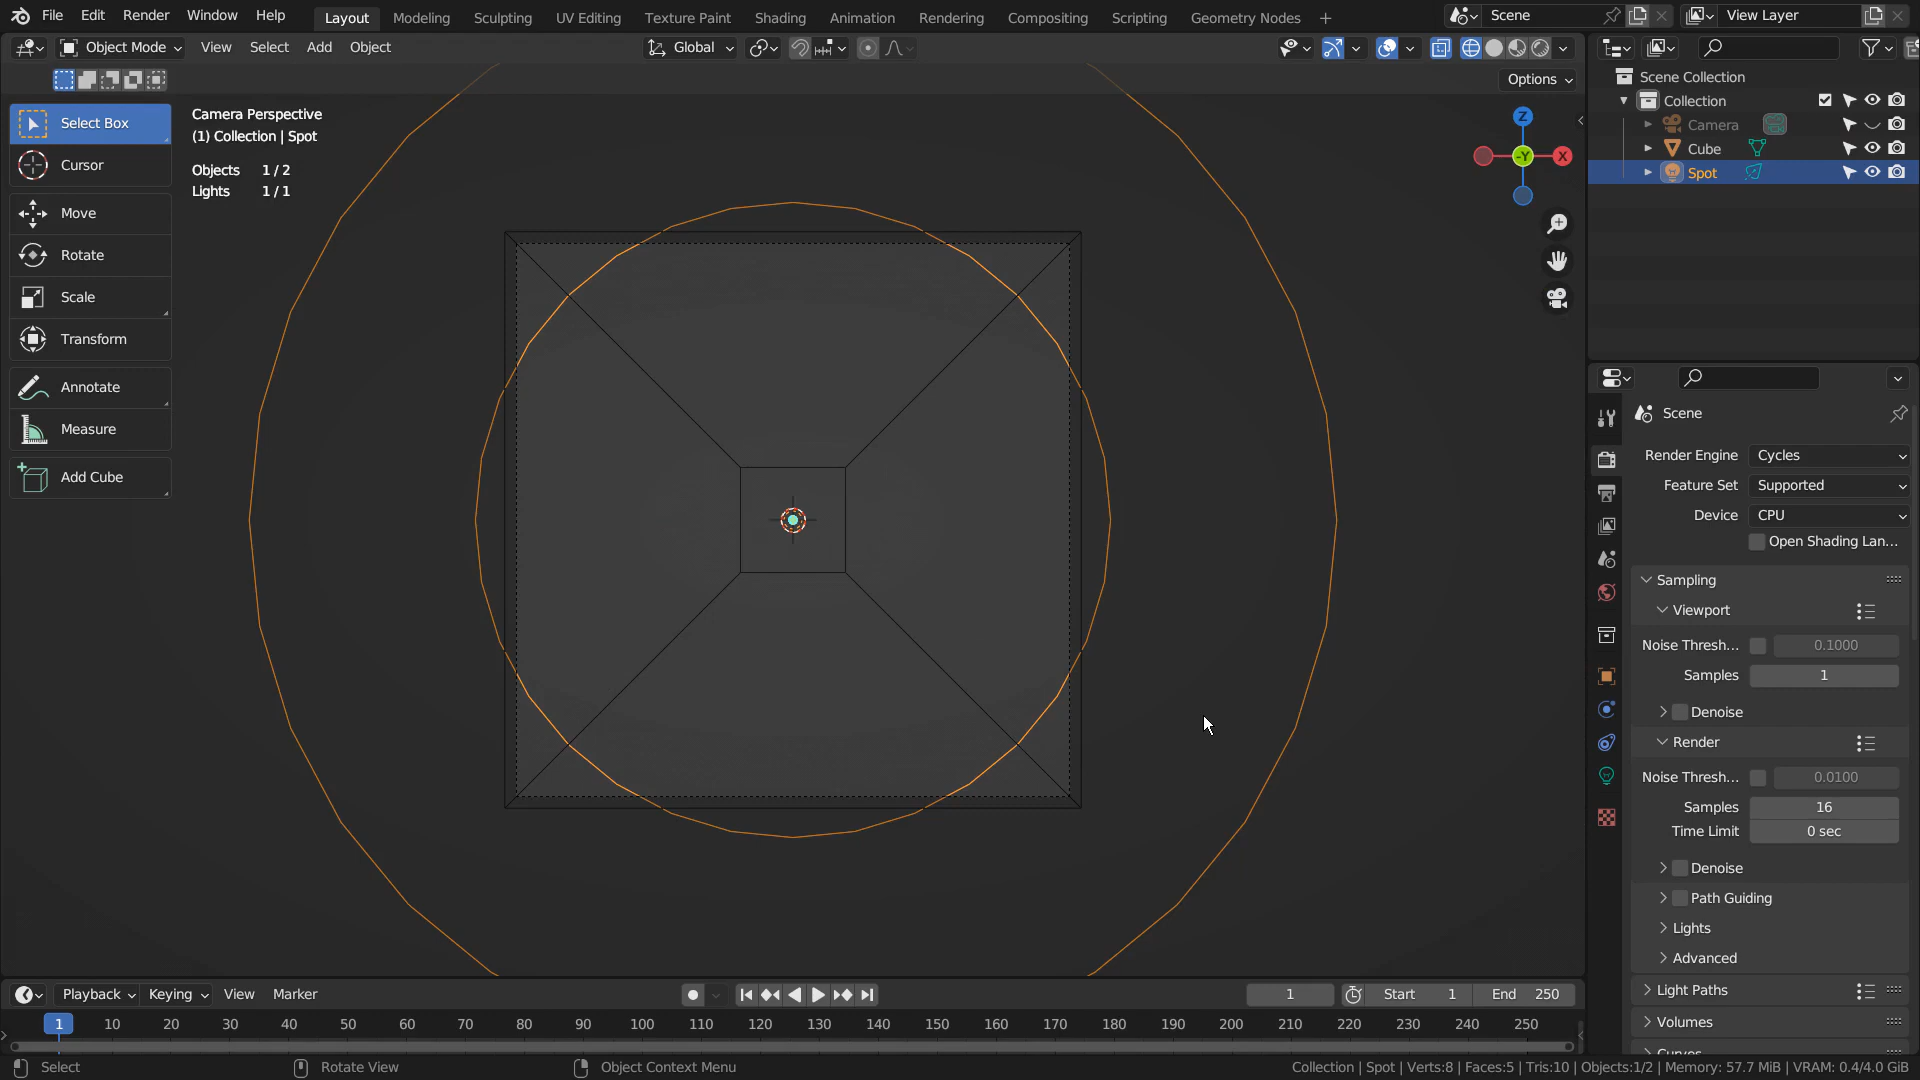 File Edit Render Window Help Layout Modeling Sculpting UV Editing Texture Paint Shading Animation Rendering Compositing Scripting Geometry Nodes + Scene View Layer
Object Mode View Select Add Object Global
Options
Select Box
Cursor
Move
Rotate
Scale
Transform
Annotate
Measure
Add Cube
Camera Perspective
(1) Collection | Spot
Objects 1 / 2
Lights 1 / 1
Z
-Y X
Scene Collection
Collection
Camera
Cube
Spot
Scene
Render Engine Cycles
Feature Set Supported
Device CPU
Open Shading Lan...
Sampling
Viewport
Noise Thresh... 0.1000
Samples 1
Denoise
Render
Noise Thresh... 0.0100
Samples 16
Time Limit 0 sec
Denoise
Path Guiding
Lights
Advanced
Light Paths
Volumes
Curves
Playback Keying View Marker 1 Start 1 End 250
1 10 20 30 40 50 60 70 80 90 100 110 120 130 140 150 160 170 180 190 200 210 220 230 240 250
Select Rotate View Object Context Menu Collection | Spot | Verts:8 | Faces:5 | Tris:10 | Objects:1/2 | Memory: 57.7 MiB | VRAM: 0.4/4.0 GiB